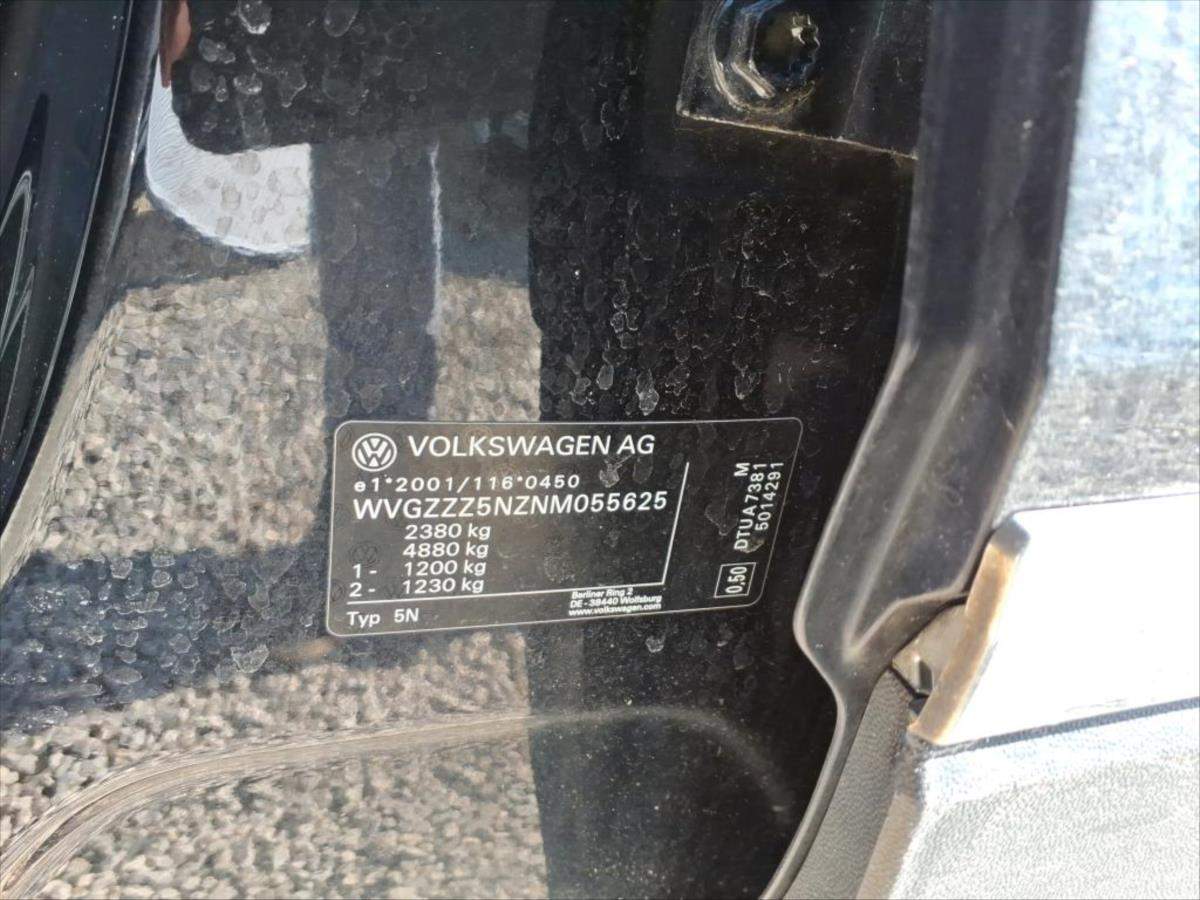 VOLKSWAGEN AG
e1*2001/116*0450
WVGZZZ5NZNM055625
2380 kg
4880 kg
1- 1200 kg
2- 1230 kg
Typ 5N
Berliner Ring 2
DE - 38440 Wolfsburg
www.volkswagen.com
M
DTUA7381
5014291
0,50